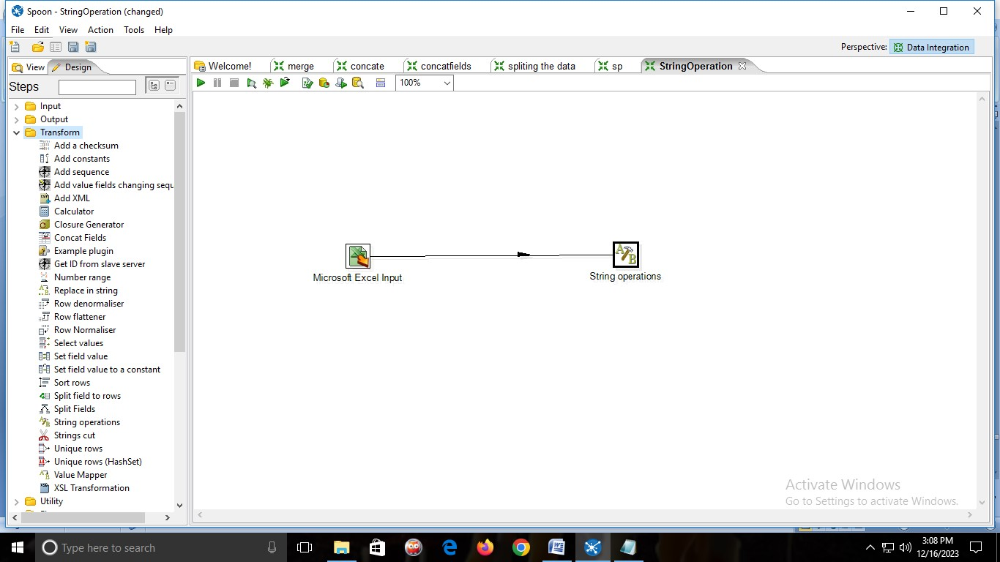 Spoon - StringOperation (changed)
File Edit View Action Tools Help
Perspective: Data Integration
View Design
Welcome! merge concate concatfields spliting the data sp StringOperation
Steps
100%
Input
Output
Transform
Add a checksum
Add constants
Add sequence
Add value fields changing sequ
Add XML
Calculator
Closure Generator
Concat Fields
Example plugin
Get ID from slave server
Number range
Replace in string
Row denormaliser
Row flattener
Row Normaliser
Select values
Set field value
Set field value to a constant
Sort rows
Split field to rows
Split Fields
String operations
Strings cut
Unique rows
Unique rows (HashSet)
Value Mapper
XSL Transformation
Utility
Microsoft Excel Input
String operations
Activate Windows
Go to Settings to activate Windows.
Type here to search
3:08 PM
12/16/2023